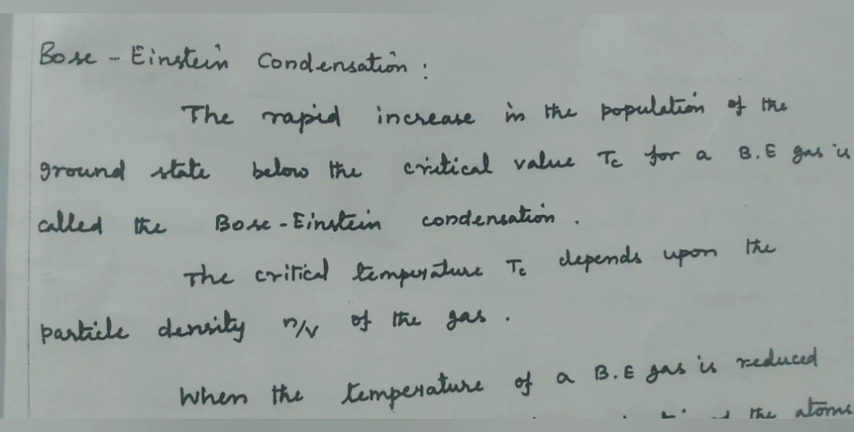 Bose - Einstein Condensation :
The rapid increase in the population of the
ground state below the critical value Tc for a B.E gas is
called the Bose - Einstein condensation .
The critical temperature Tc depends upon the
particle density n/v of the gas .
When the temperature of a B.E gas is reduced
the atoms